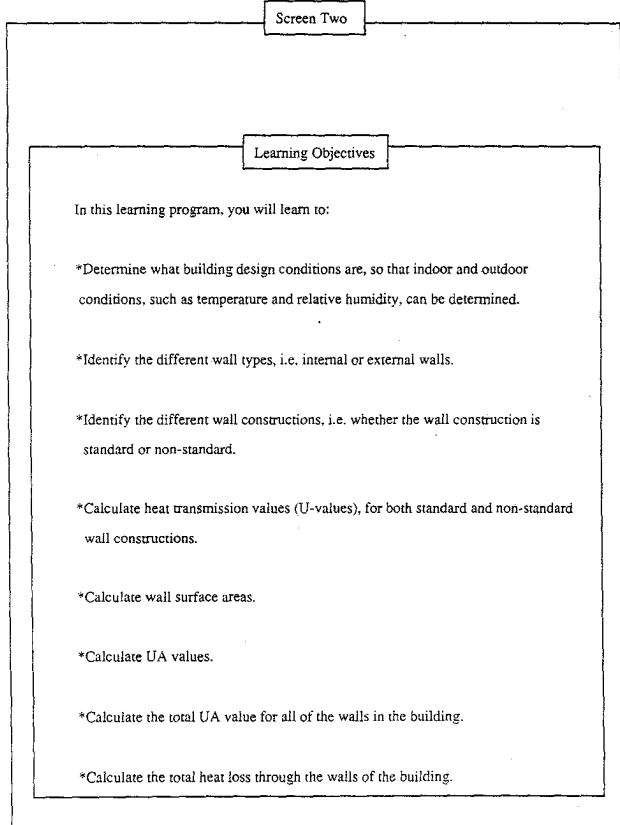 Screen Two
Learning Objectives
In this learning program, you will learn to:
*Determine what building design conditions are, so that indoor and outdoor
conditions, such as temperature and relative humidity, can be determined.
*Identify the different wall types, i.e. internal or external walls.
*Identify the different wall constructions, i.e. whether the wall construction is
standard or non-standard.
*Calculate heat transmission values (U-values), for both standard and non-standard
wall constructions.
*Calculate wall surface areas.
*Calculate UA values.
*Calculate the total UA value for all of the walls in the building.
*Calculate the total heat loss through the walls of the building.